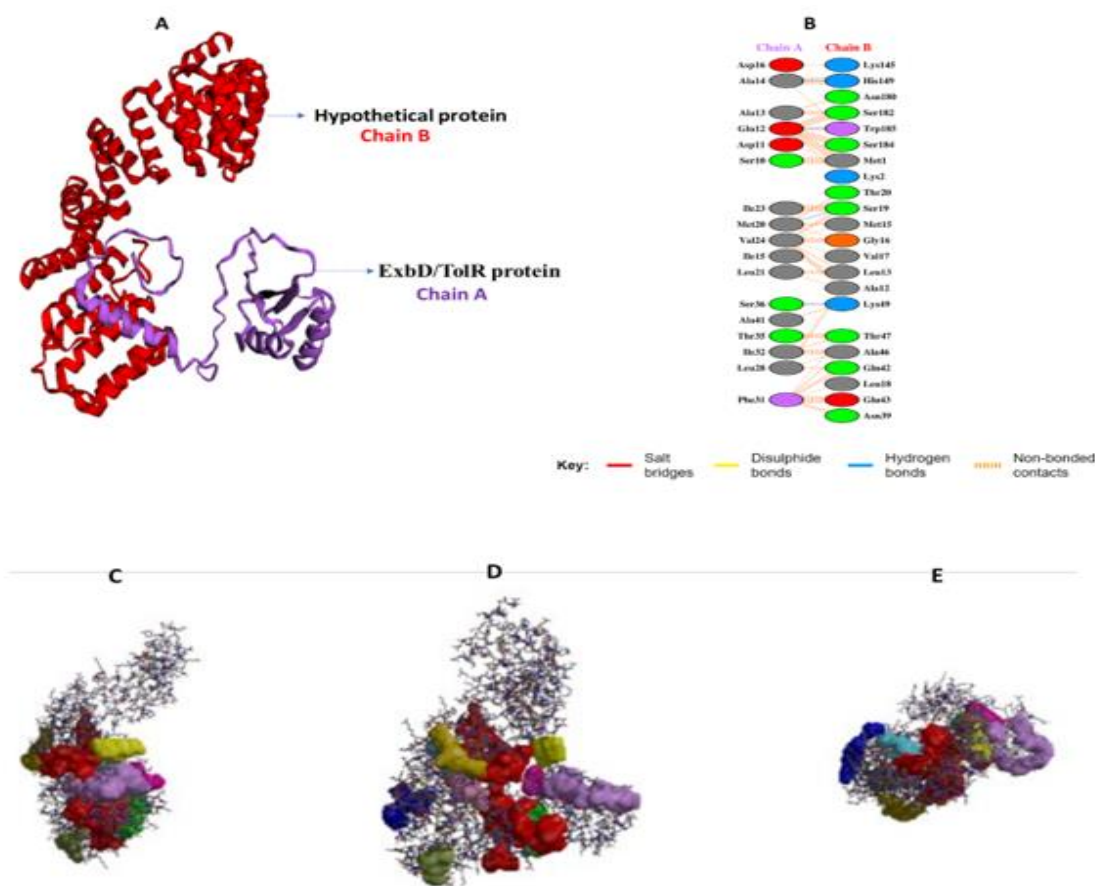 A
Hypothetical protein
Chain B
ExbD/TolR protein
Chain A
B
Chain A Chain B
Asp16 Lys145
Ala14 His149
Asn180
Ala13 Ser182
Glu12 Trp185
Asp11 Ser184
Ser10 Met1
Lys2
Thr20
Ile23 Ser19
Met20 Met15
Val24 Gly16
Ile15 Val17
Leu21 Leu13
Ala12
Ser36 Lys49
Ala41
Thr35 Thr47
Ile32 Ala46
Leu28 Gln42
Leu18
Phe31 Glu43
Asn39
Key: Salt bridges Disulphide bonds Hydrogen bonds Non-bonded contacts
C
D
E